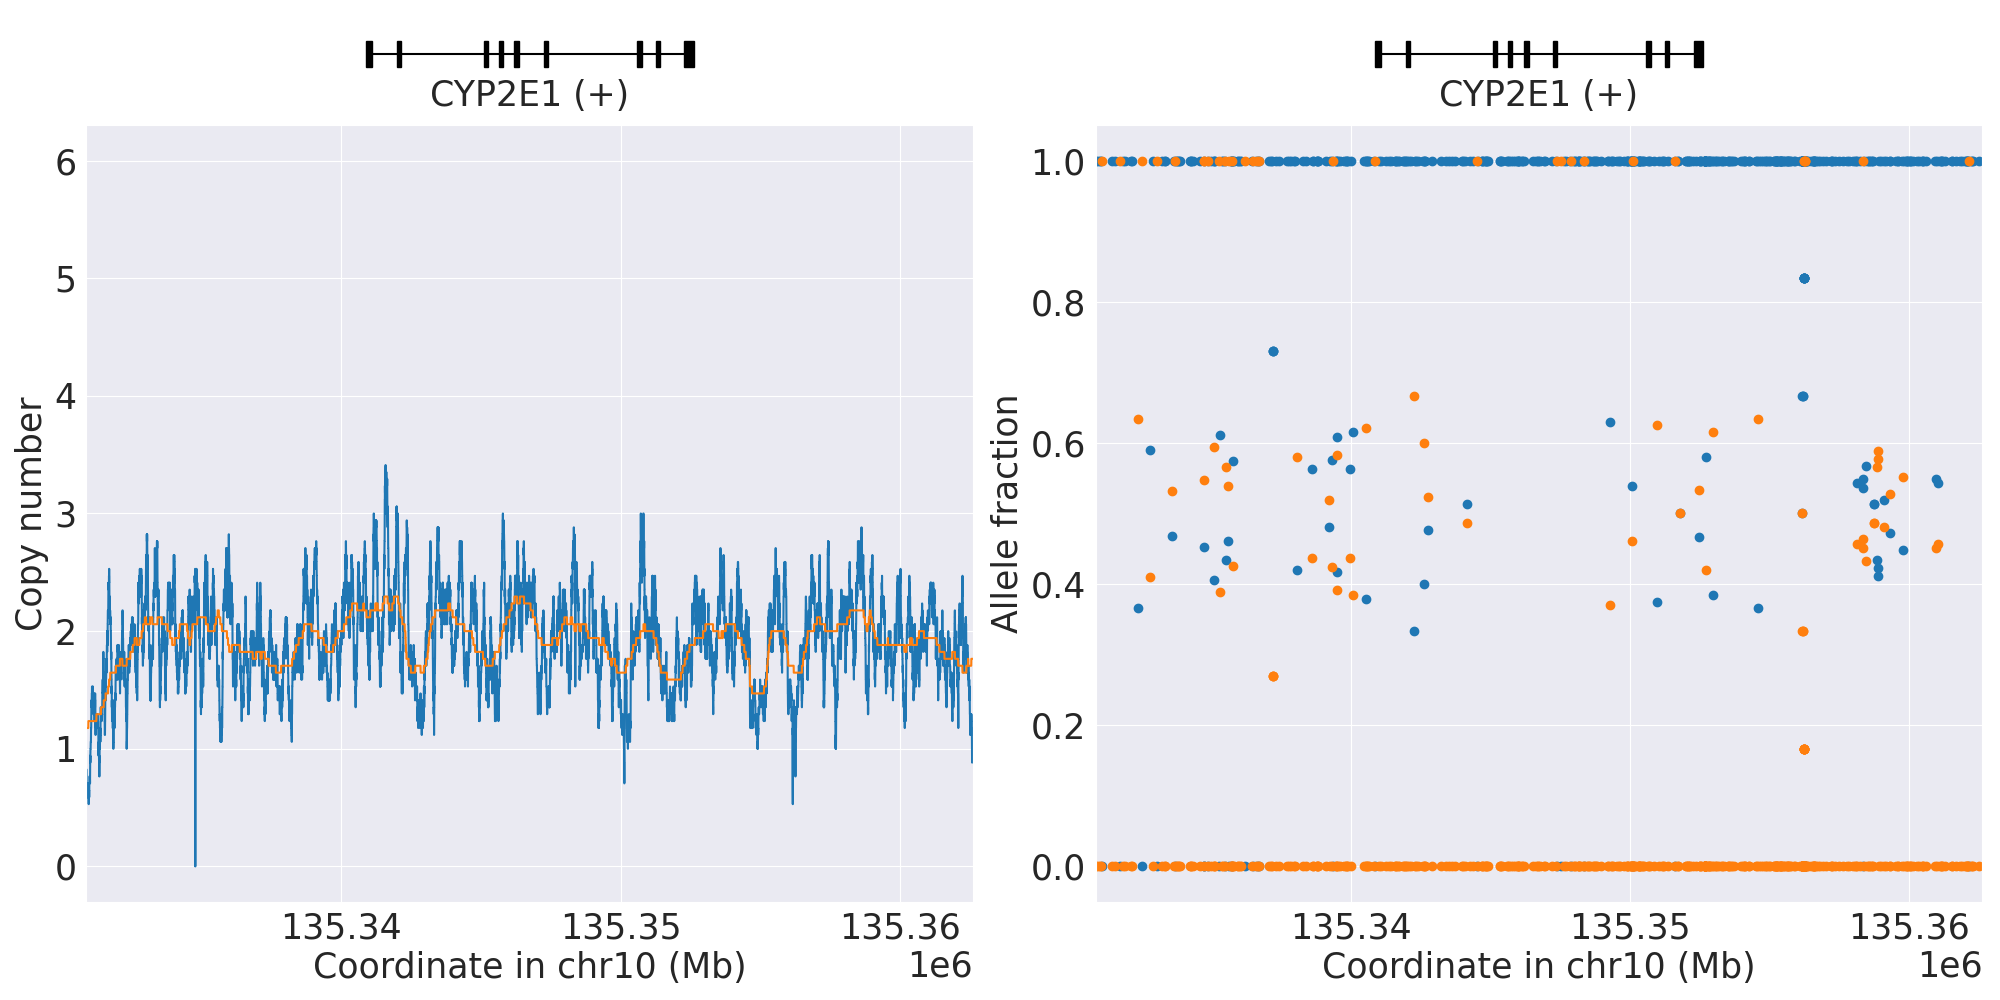 CYP2E1 (+)
6
5
4
3
2
1
0
Copy number
135.34 135.35 135.36
Coordinate in chr10 (Mb)
1e6
CYP2E1 (+)
1.0
0.8
0.6
0.4
0.2
0.0
Allele fraction
135.34 135.35 135.36
Coordinate in chr10 (Mb)
1e6